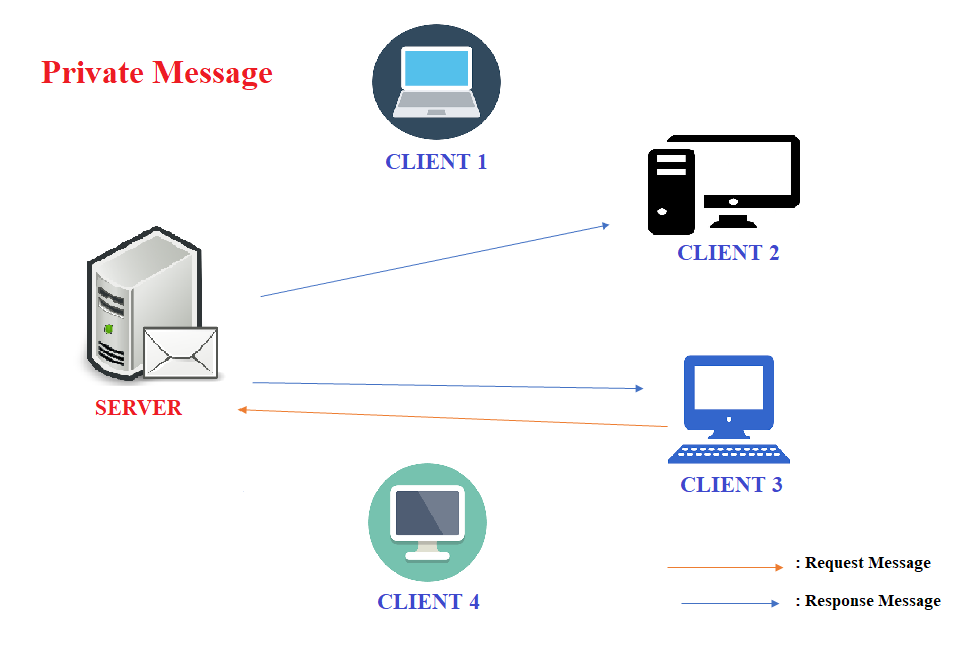 Private Message
CLIENT 1
CLIENT 2
SERVER
CLIENT 3
CLIENT 4
: Request Message
: Response Message